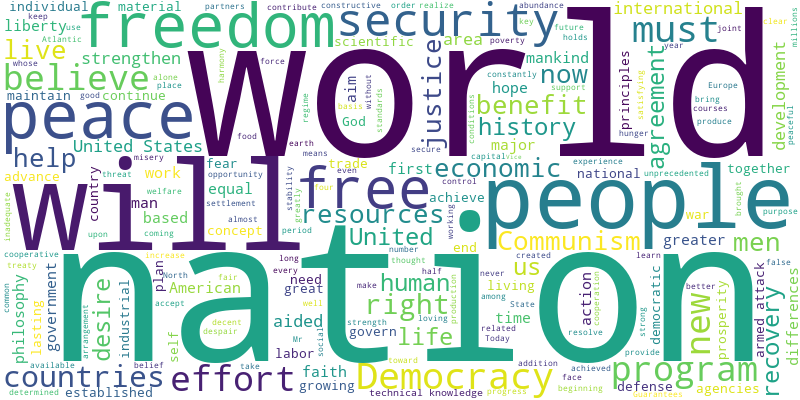 individual
material
partners
contribute
constructive
order
realize
abundance
international
keep
freedom
security
must
key
future
holds
liberty
use
poverty
joint
clear
millions
whose
Atlantic
scientific
area
year
live
strengthen
world
mankind
agreement
development
believe
alone
harmony
force
aim
justice
constantly
now
principles
satisfying
Europe
place
basis
without
standards
hope
support
bring
maintain
good
continue
regime
benefit
courses
peaceful
peace
God
conditions
history
produce
United States
food
earth
major
hunger
help
misery
fear
means
secure
capital
vice
experience
together
trade
first
economic
national
unprecedented
advance
threat
work
opportunity
even
free
control
achieve
people
war
brought
purpose
inadequate
country
welfare
equal
four
stability
will
man
settlement
greatly
resources
working
based
concept
almost
period
United
end
Communism
greater
men
cooperative
upon
coming
number
us
created
learn
false
treaty
plan
increase
long
thought
half
human
living
never
among
State
action
cooperation
democratic
strong
new
better
prosperity
armed attack
recovery
differences
common
philosophy
lasting
government
desire
industrial
North
American
fair
every
need
great
make
right
production
nation
accept
well
time
related
Today
resolve
arrangement
self
decent
despair
aided
social
strength
govern
loving
life
Mr
labor
available
belief
take
faith
toward
addition
achieved
provide
program
countries
effort
Democracy
face
defense
agencies
determined
established
growing
technical knowledge
progress
beginning
Guarantees